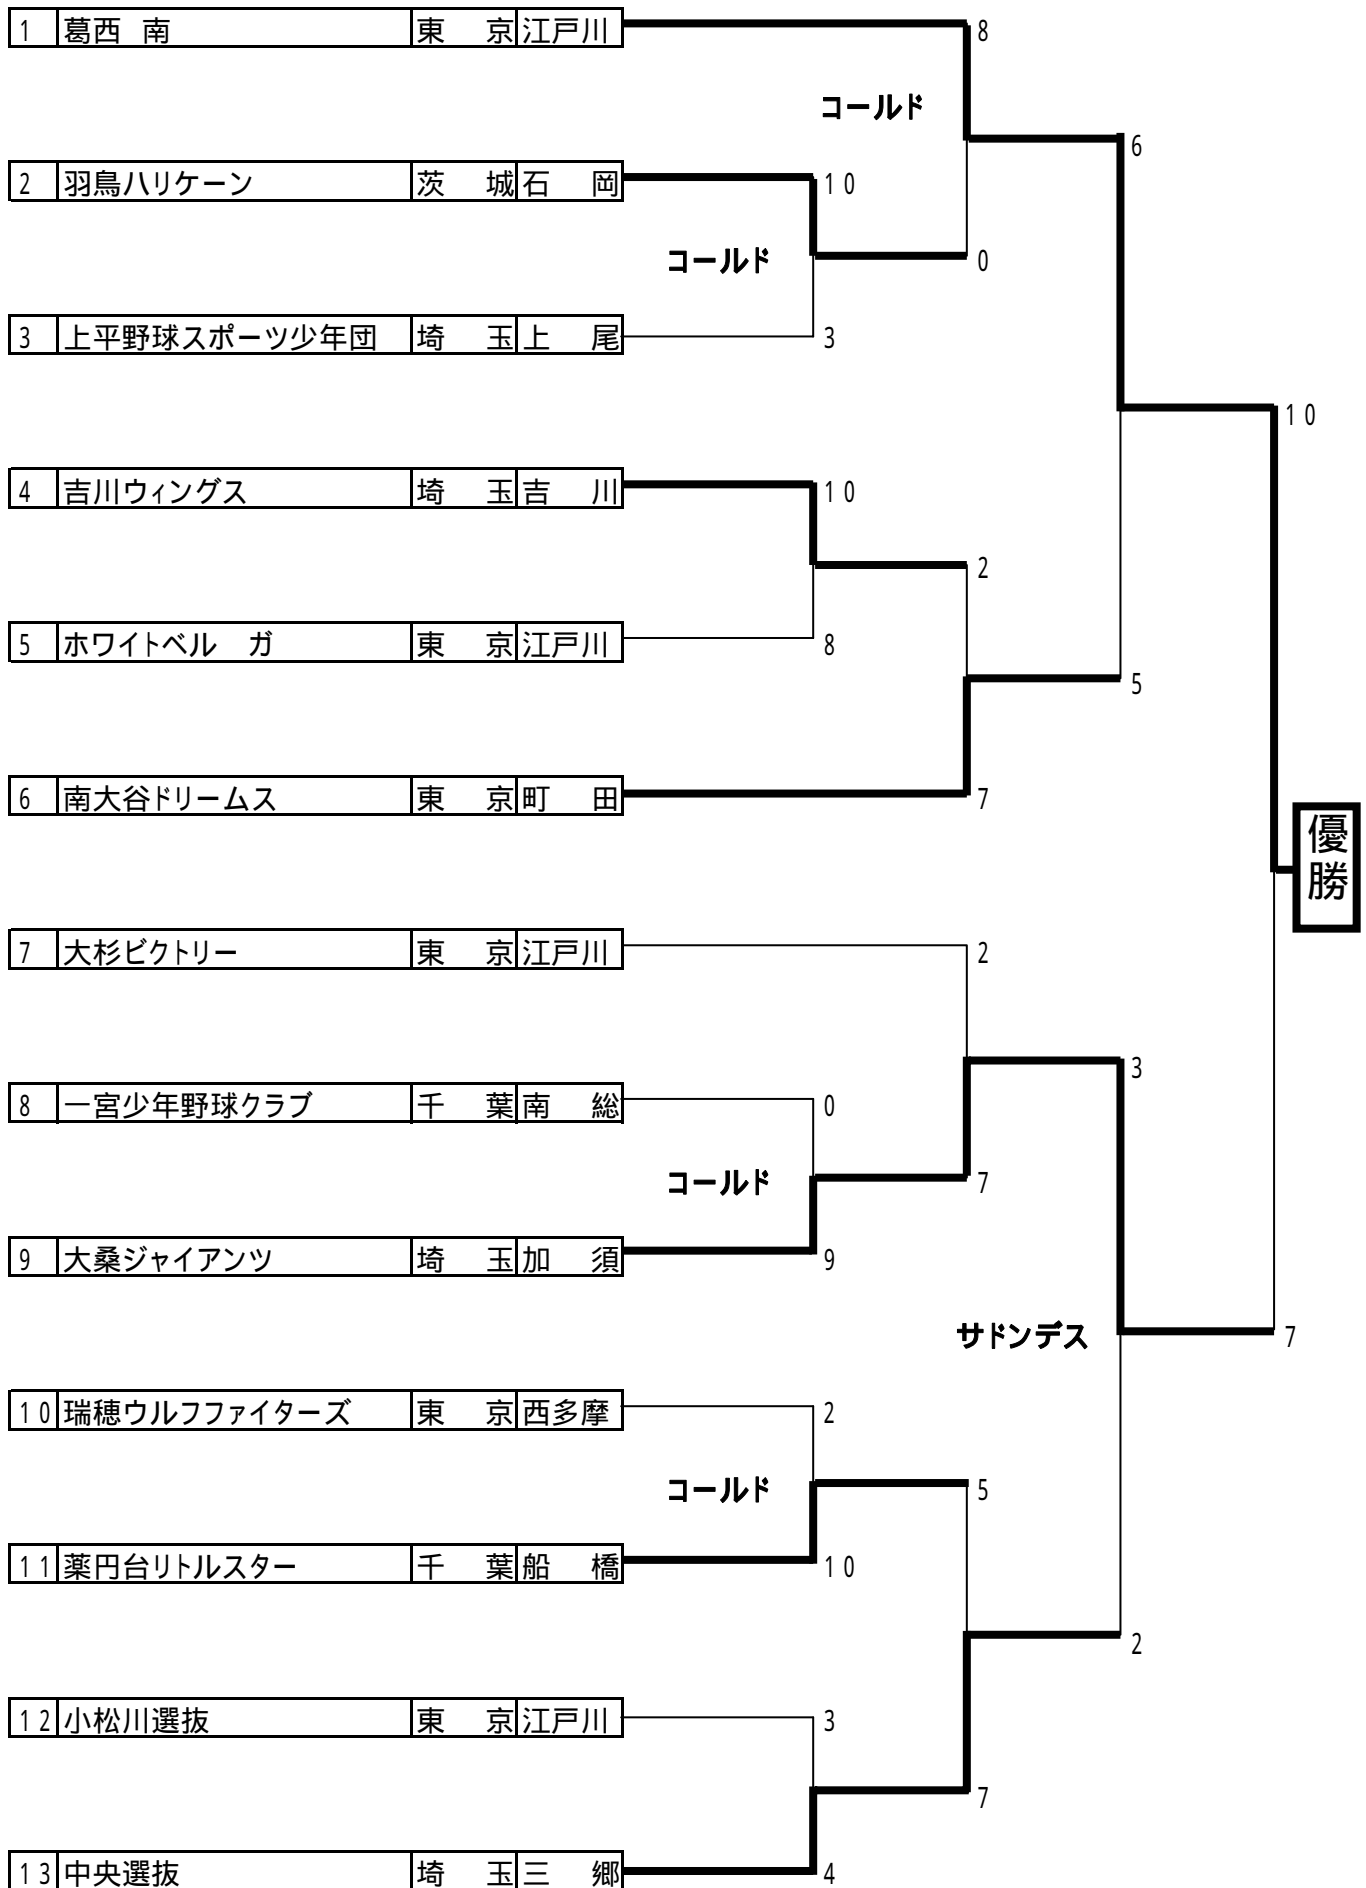 1 葛西 南 東 京 江戸川
8
コールド
6
2 羽鳥ハリケーン 茨 城 石 岡
10
コールド
0
3 上平野球スポーツ少年団 埼 玉 上 尾
3
10
4 吉川ウィングス 埼 玉 吉 川
10
2
5 ホワイトベル ガ 東 京 江戸川
8
5
6 南大谷ドリームス 東 京 町 田
7
優勝
7 大杉ビクトリー 東 京 江戸川
2
3
8 一宮少年野球クラブ 千 葉 南 総
0
コールド
7
9 大桑ジャイアンツ 埼 玉 加 須
9
サドンデス
7
10 瑞穂ウルフファイターズ 東 京 西多摩
2
コールド
5
11 薬円台リトルスター 千 葉 船 橋
10
2
12 小松川選抜 東 京 江戸川
3
7
13 中央選抜 埼 玉 三 郷
4